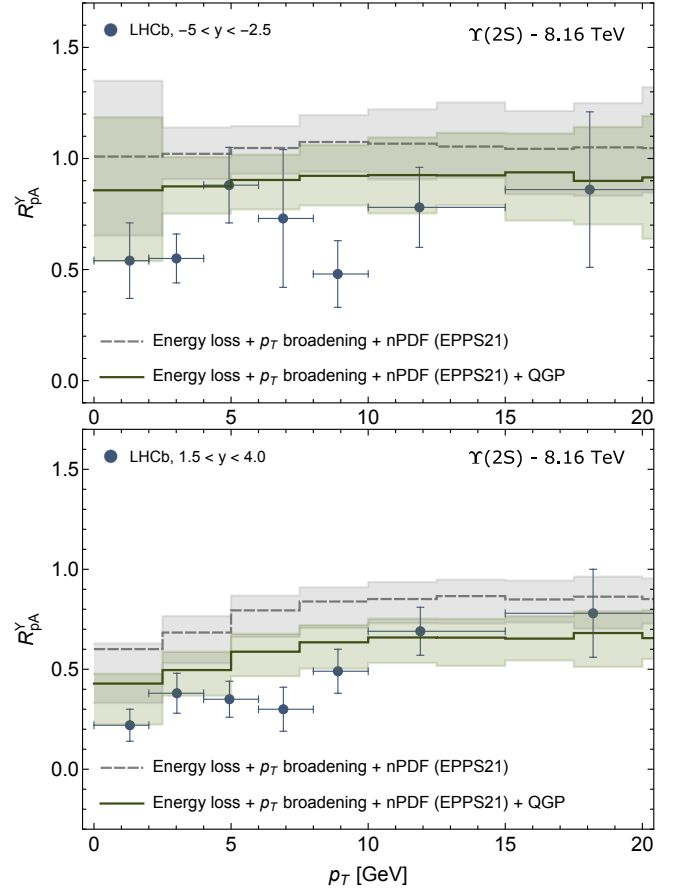 LHCb, −5 < y < −2.5
ϒ(2S) - 8.16 TeV
1.5
1.0
0.5
0.0
R_pA^ϒ
Energy loss + p_T broadening + nPDF (EPPS21)
Energy loss + p_T broadening + nPDF (EPPS21) + QGP
0 5 10 15 20
LHCb, 1.5 < y < 4.0
ϒ(2S) - 8.16 TeV
1.5
1.0
0.5
0.0
R_pA^ϒ
Energy loss + p_T broadening + nPDF (EPPS21)
Energy loss + p_T broadening + nPDF (EPPS21) + QGP
0 5 10 15 20
p_T [GeV]